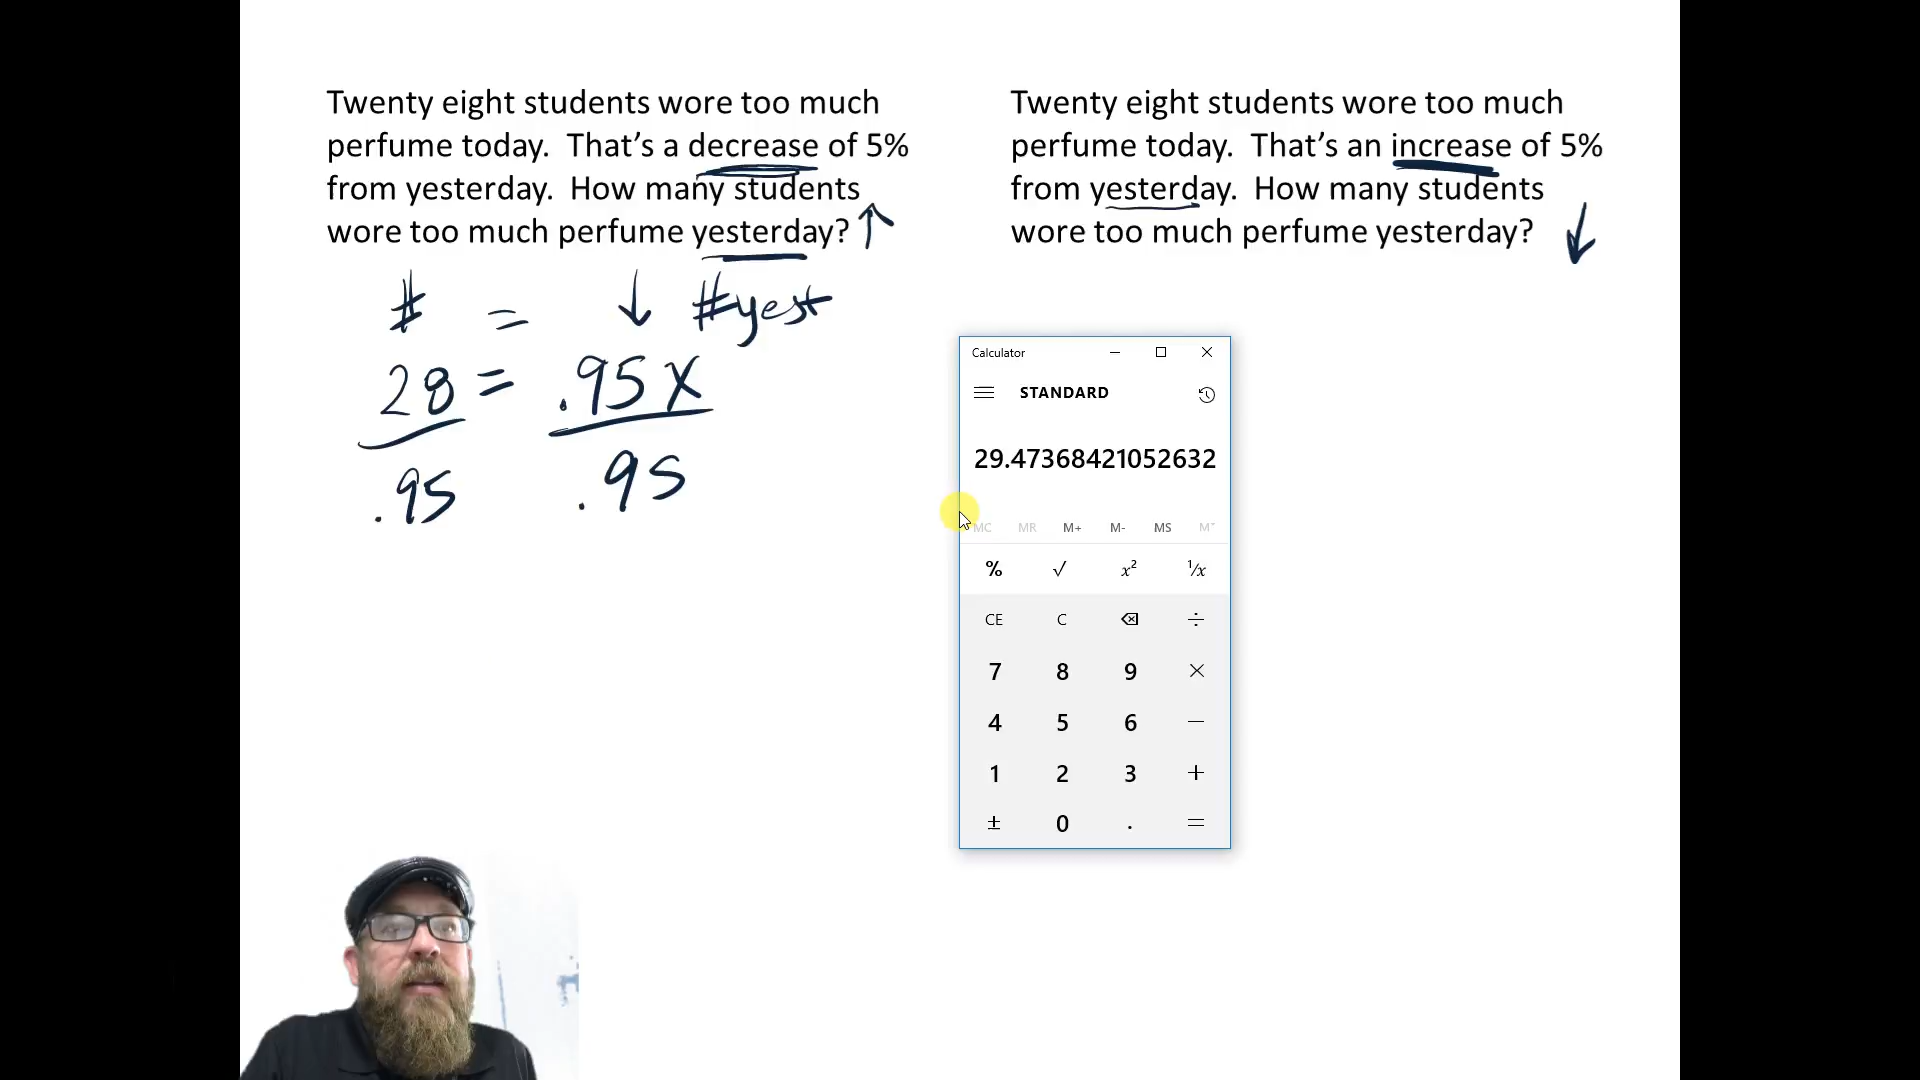 Twenty eight students wore too much
perfume today. That's a decrease of 5%
from yesterday. How many students
wore too much perfume yesterday? ↑
# = ↓ #yest
28 = .95x
.95 .95
Twenty eight students wore too much
perfume today. That's an increase of 5%
from yesterday. How many students
wore too much perfume yesterday? ↓
Calculator
STANDARD
29.47368421052632
MC MR M+ M- MS M˅
% √ x² ¹/x
CE C ÷
7 8 9 ×
4 5 6 −
1 2 3 +
± 0 . =